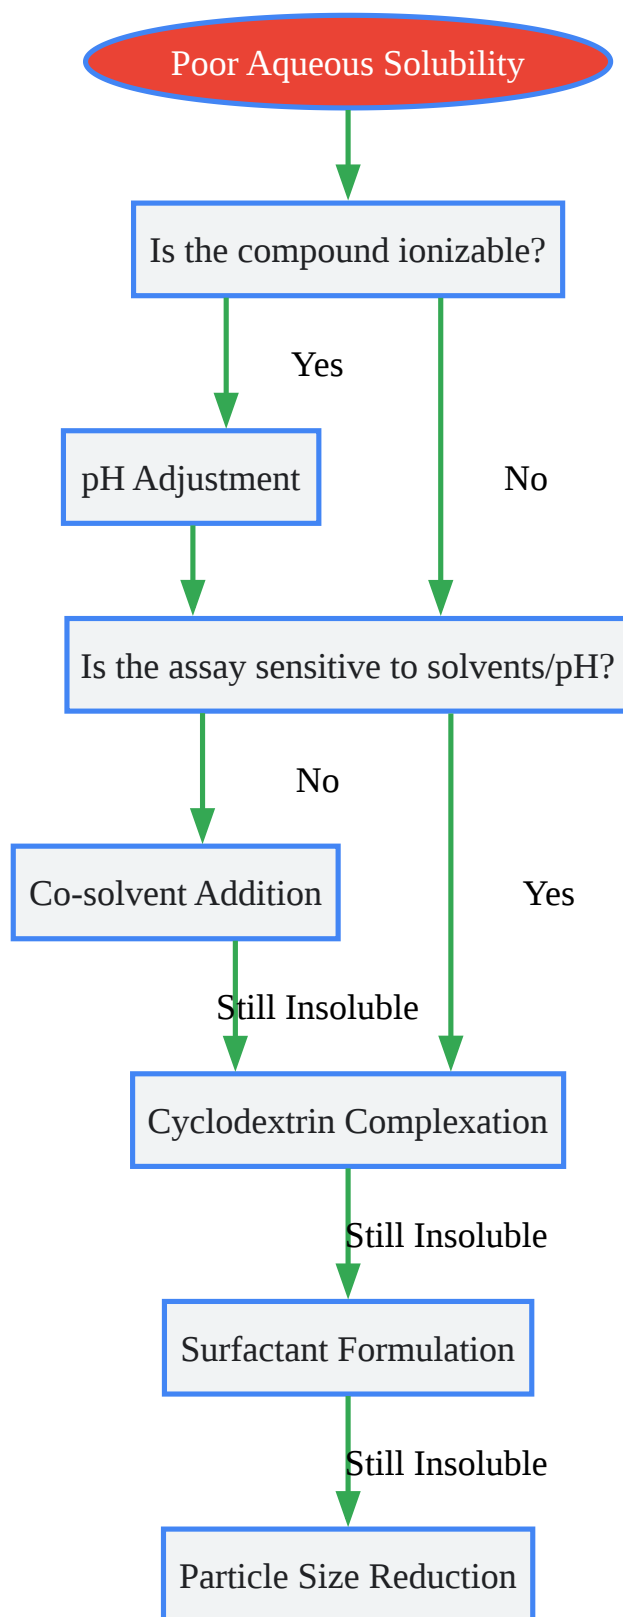 Poor Aqueous Solubility
Is the compound ionizable?
Yes
pH Adjustment
No
Is the assay sensitive to solvents/pH?
No
Co-solvent Addition
Yes
Still Insoluble
Cyclodextrin Complexation
Still Insoluble
Surfactant Formulation
Still Insoluble
Particle Size Reduction